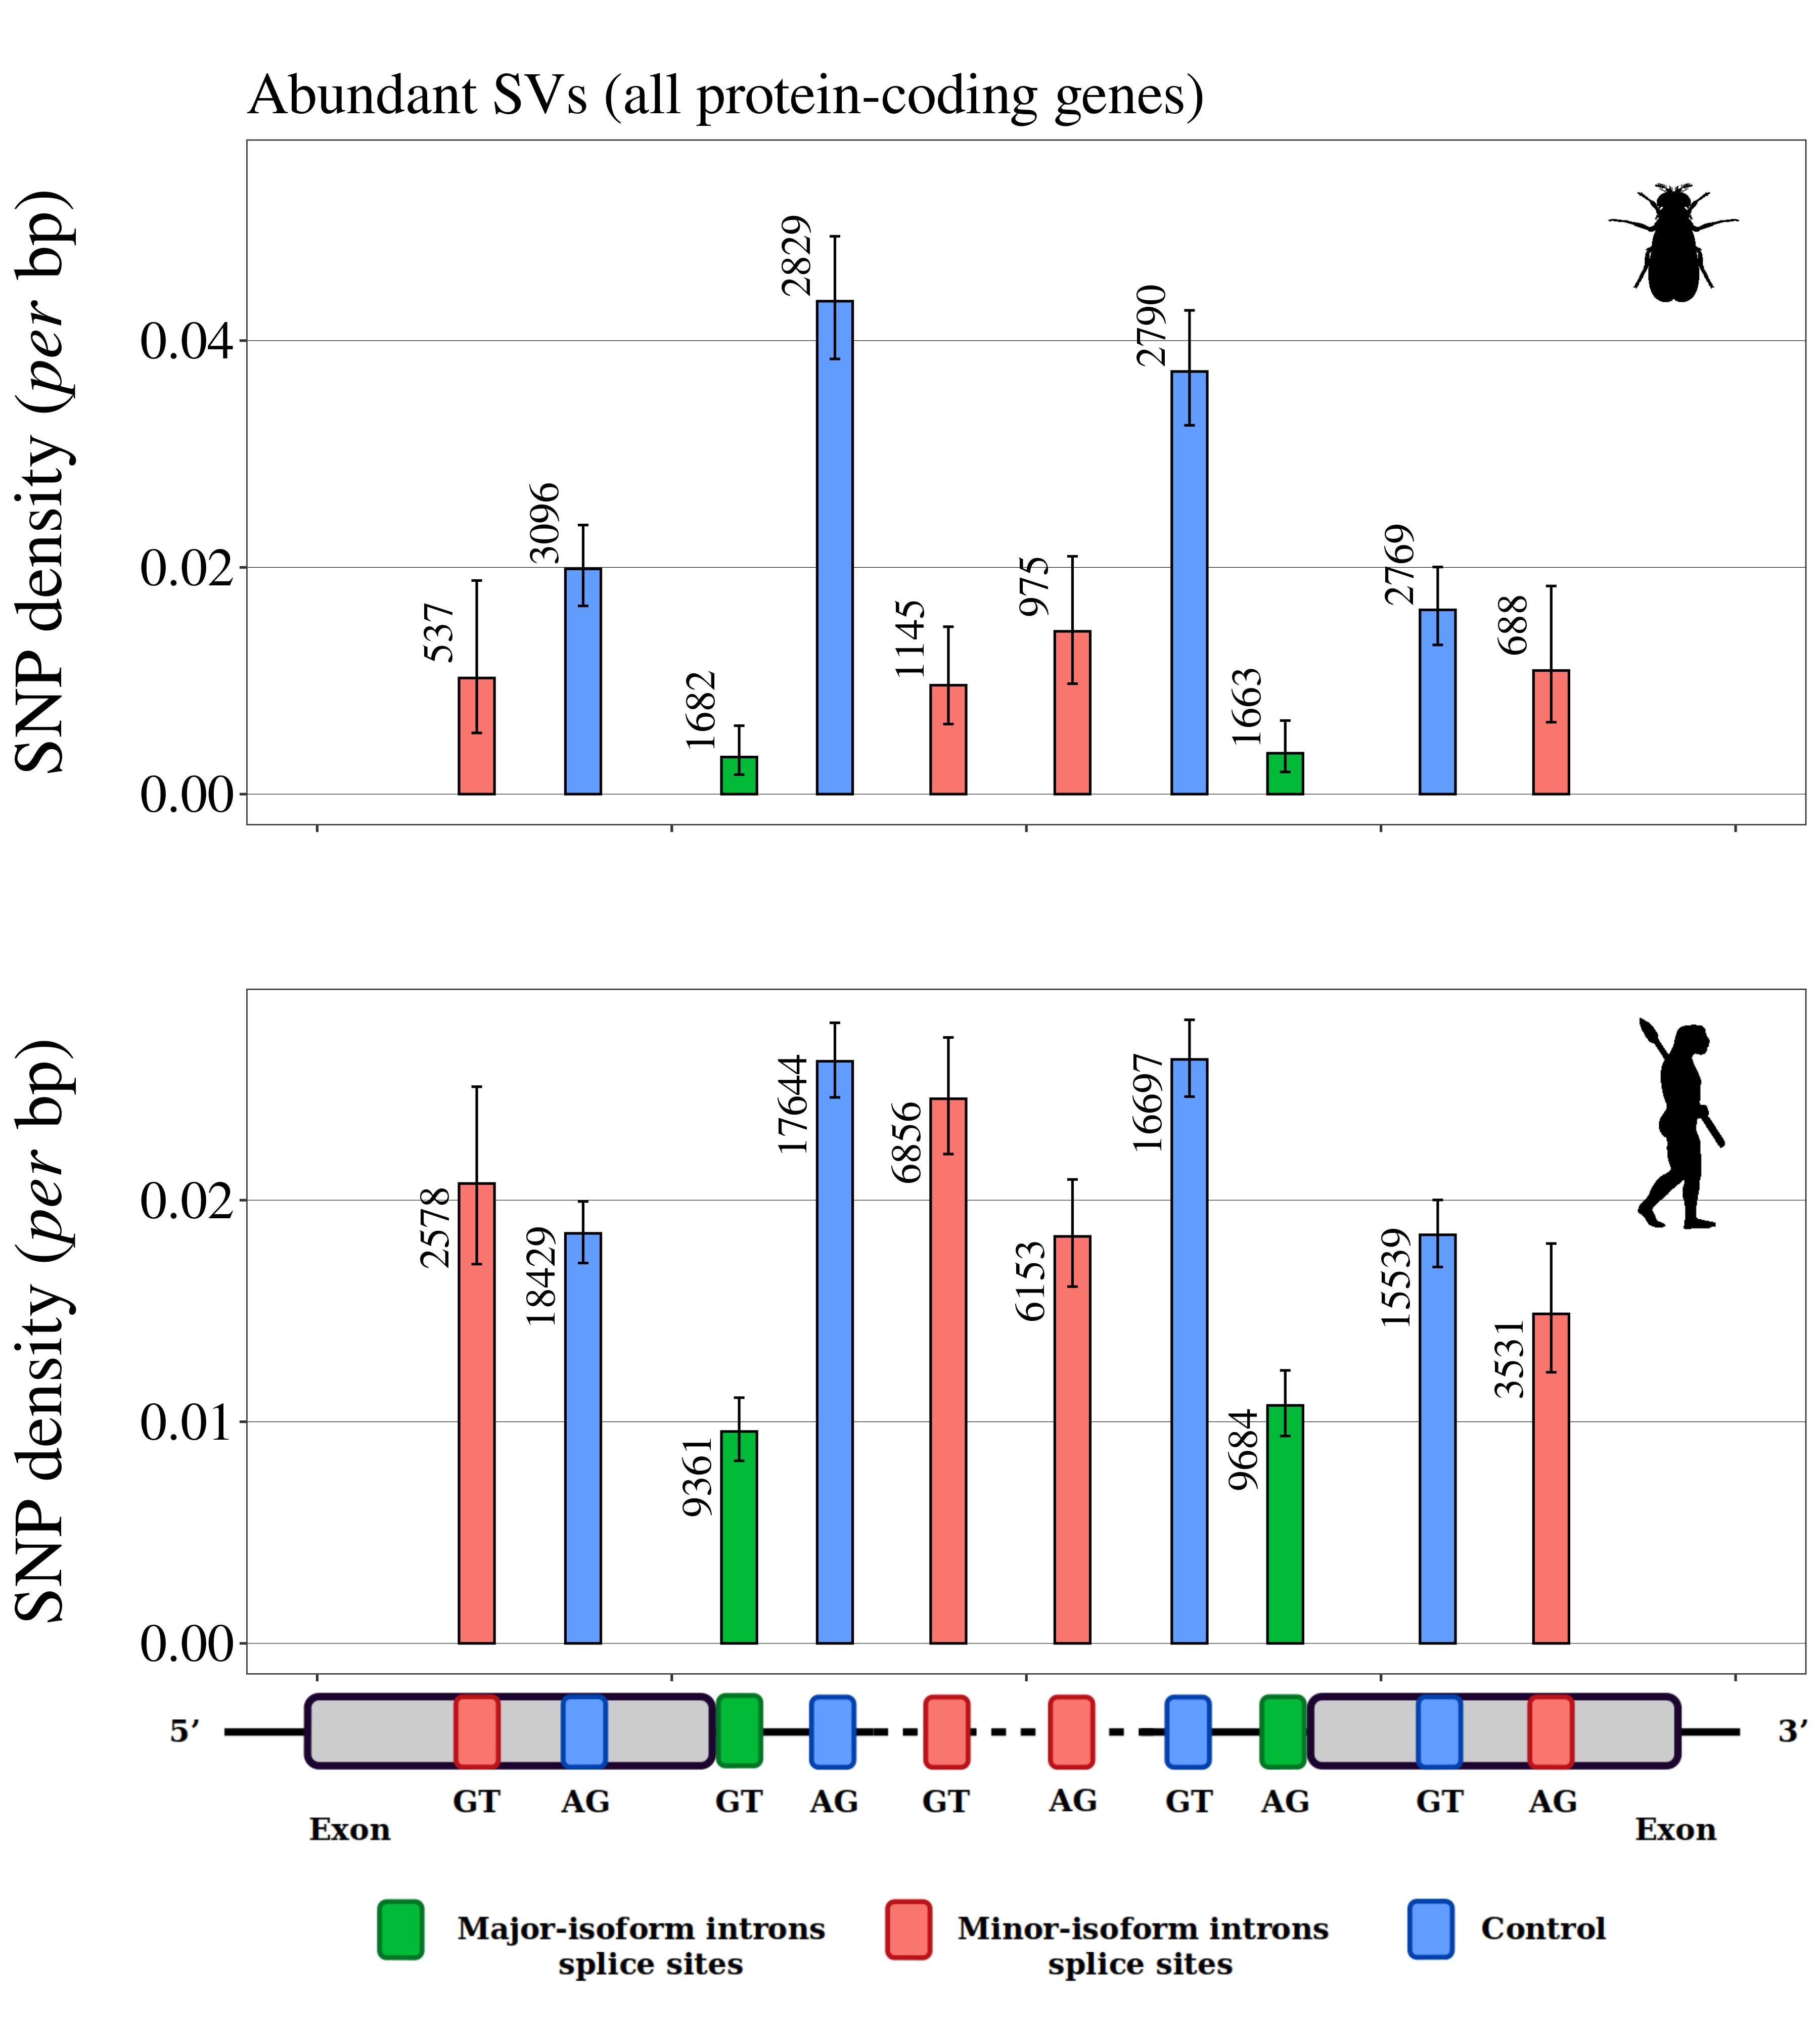 Abundant SVs (all protein-coding genes)
SNP density (per bp)
0.04
0.02
0.00
537
3096
1682
2829
1145
975
2790
1663
2769
688
SNP density (per bp)
0.02
0.01
0.00
2578
18429
9361
17644
6856
6153
16697
9684
15539
3531
5’ 3’
GT AG GT AG GT AG GT AG GT AG
Exon Exon
Major-isoform introns
splice sites
Minor-isoform introns
splice sites
Control